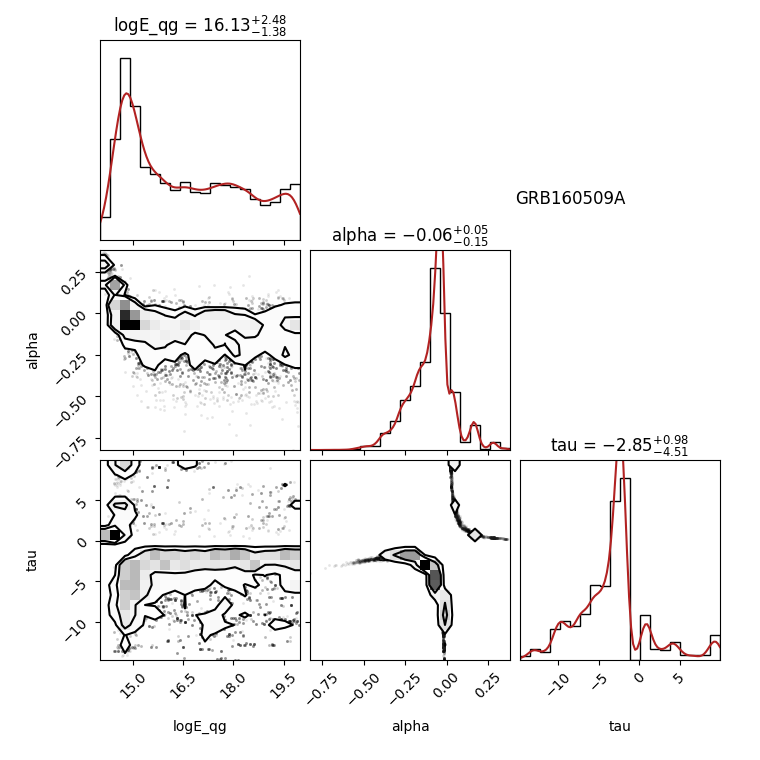 logE_qg = 16.13+2.48−1.38
GRB160509A
alpha = −0.06+0.05−0.15
0.25
0.00
−0.25
−0.50
−0.75
alpha
tau = −2.85+0.98−4.51
5
0
−5
−10
tau
15.0 16.5 18.0 19.5
−0.75 −0.50 −0.25 0.00 0.25
−10 −5 0 5
logE_qg alpha tau